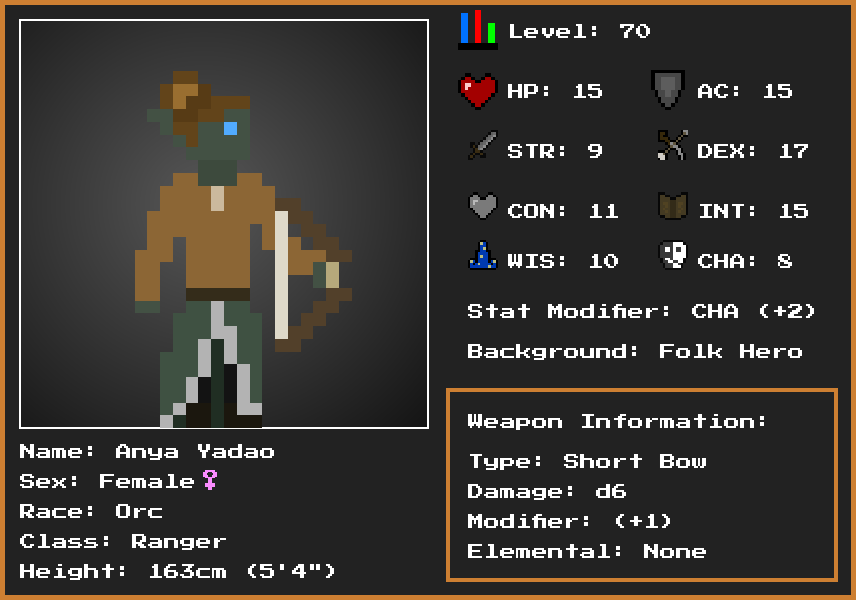 Level: 70
HP: 15 AC: 15
STR: 9 DEX: 17
CON: 11 INT: 15
WIS: 10 CHA: 8
Stat Modifier: CHA (+2)
Background: Folk Hero
Weapon Information:
Type: Short Bow
Damage: d6
Modifier: (+1)
Elemental: None
Name: Anya Yadao
Sex: Female♀
Race: Orc
Class: Ranger
Height: 163cm (5'4")